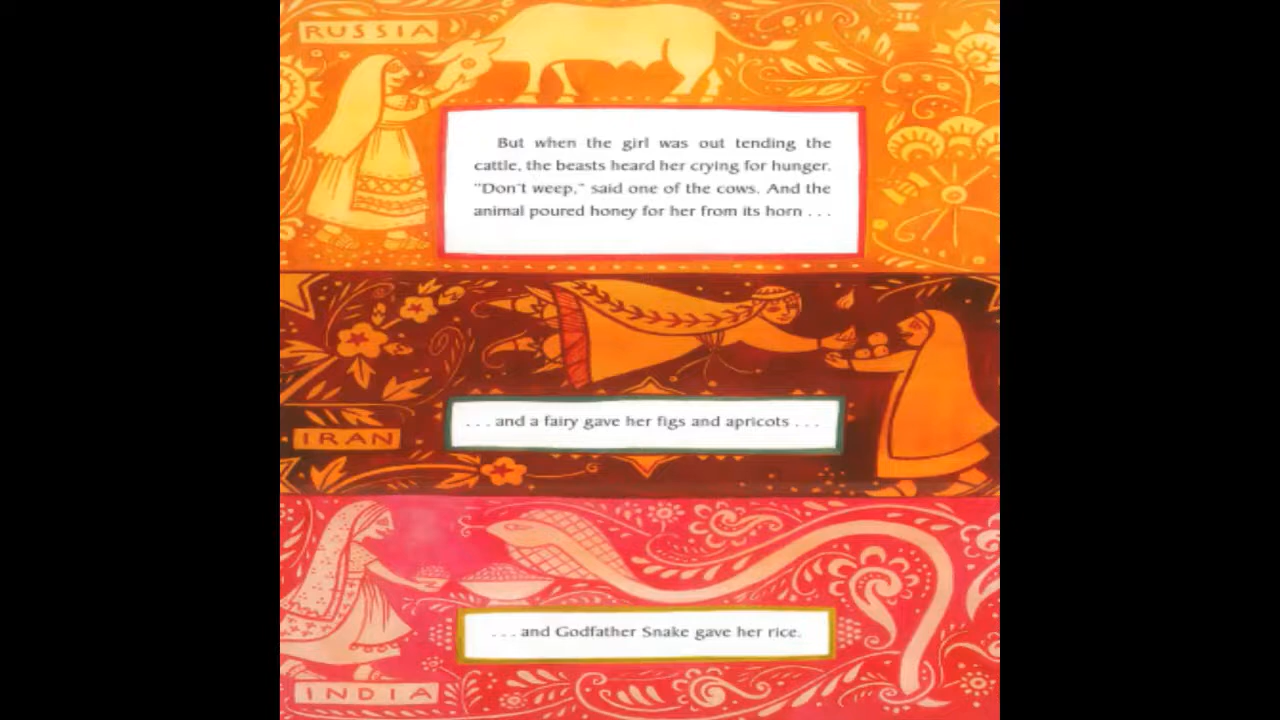 RUSSIA
But when the girl was out tending the
cattle, the beasts heard her crying for hunger.
"Don't weep," said one of the cows. And the
animal poured honey for her from its horn . . .
. . . and a fairy gave her figs and apricots . . .
IRAN
. . . and Godfather Snake gave her rice.
INDIA